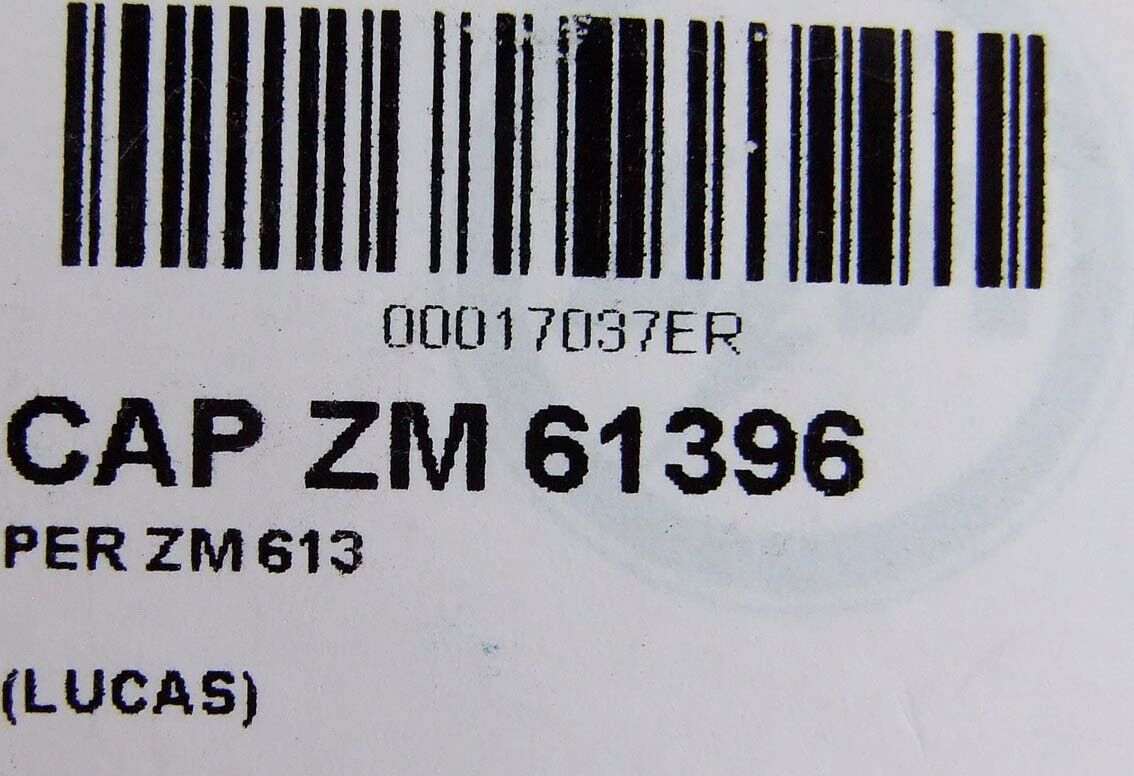 00017037ER
CAP ZM 61396
PER ZM 613
(LUCAS)